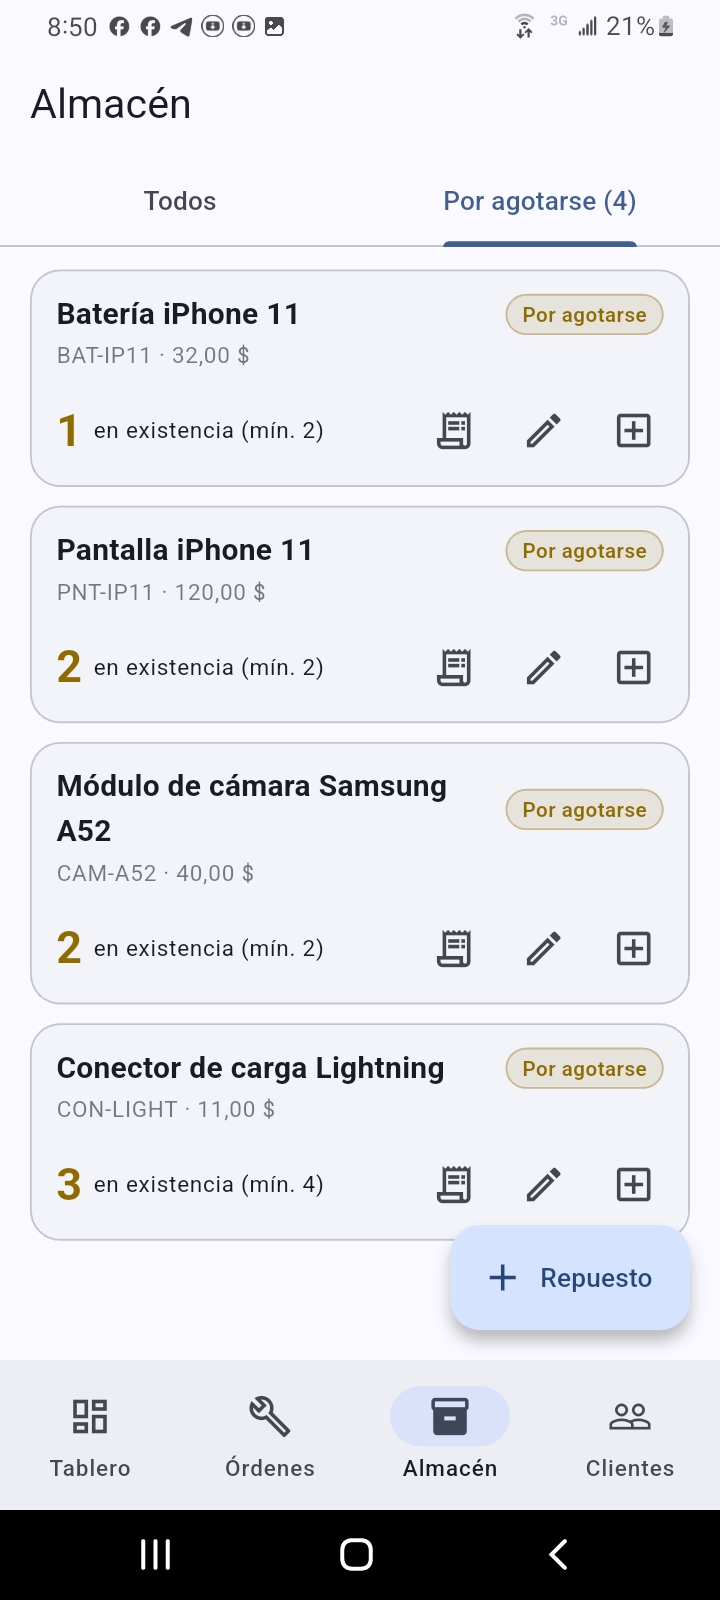 8:50
3G
21%
Almacén
Todos
Por agotarse (4)
Batería iPhone 11
Por agotarse
BAT-IP11 · 32,00 $
1 en existencia (mín. 2)
Pantalla iPhone 11
Por agotarse
PNT-IP11 · 120,00 $
2 en existencia (mín. 2)
Módulo de cámara Samsung
A52
Por agotarse
CAM-A52 · 40,00 $
2 en existencia (mín. 2)
Conector de carga Lightning
Por agotarse
CON-LIGHT · 11,00 $
3 en existencia (mín. 4)
Repuesto
Tablero
Órdenes
Almacén
Clientes